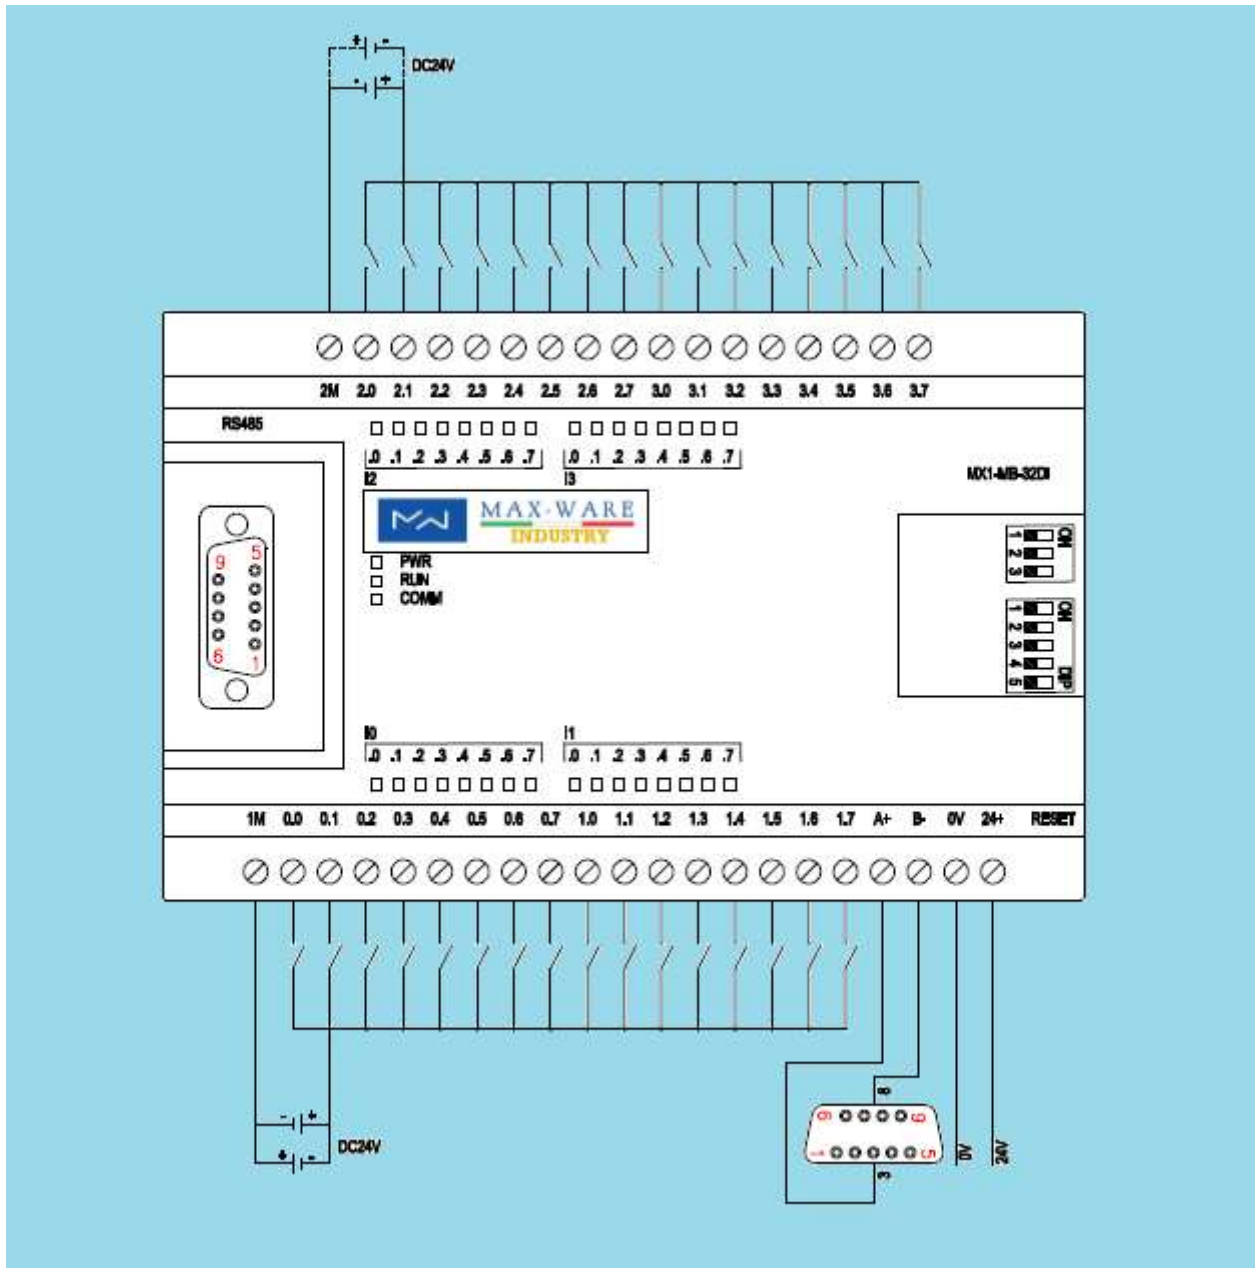 + -
DC24V
- +
2M 2.0 2.1 2.2 2.3 2.4 2.5 2.6 2.7 3.0 3.1 3.2 3.3 3.4 3.5 3.6 3.7
RS485
.0 .1 .2 .3 .4 .5 .6 .7 .0 .1 .2 .3 .4 .5 .6 .7
I2 I3
MX1-MB-32DI
MAX-WARE
INDUSTRY
PWR
RUN
COMM
9 5
6 1
1 ON
2
3
1 ON
2
3
4
5 DIP
I0 I1
.0 .1 .2 .3 .4 .5 .6 .7 .0 .1 .2 .3 .4 .5 .6 .7
1M 0.0 0.1 0.2 0.3 0.4 0.5 0.6 0.7 1.0 1.1 1.2 1.3 1.4 1.5 1.6 1.7 A+ B- 0V 24+ RESET
8
- +
6 9
DC24V
+ -
1 5
3
0V
24V